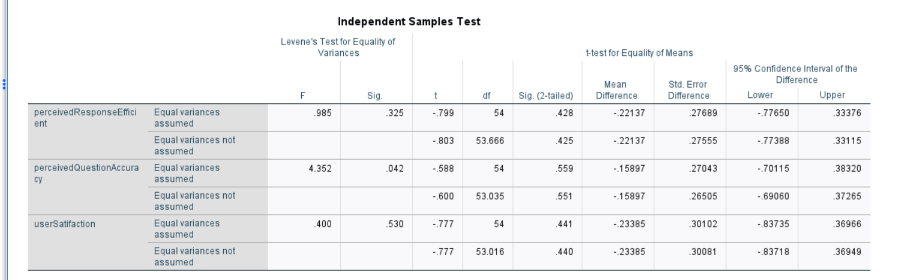 Independent Samples Test
Levene's Test for Equality of
Variances
t-test for Equality of Means
95% Confidence Interval of the
Difference
F Sig. t df Sig. (2-tailed) Mean
Difference Std. Error
Difference Lower Upper
perceivedResponseEffici
ent Equal variances
assumed .985 .325 -.799 54 .428 -.22137 .27689 -.77650 .33376
Equal variances not
assumed -.803 53.666 .425 -.22137 .27555 -.77388 .33115
perceivedQuestionAccura
cy Equal variances
assumed 4.352 .042 -.588 54 .559 -.15897 .27043 -.70115 .38320
Equal variances not
assumed -.600 53.035 .551 -.15897 .26505 -.69060 .37265
userSatifaction Equal variances
assumed .400 .530 -.777 54 .441 -.23385 .30102 -.83735 .36966
Equal variances not
assumed -.777 53.016 .440 -.23385 .30081 -.83718 .36949